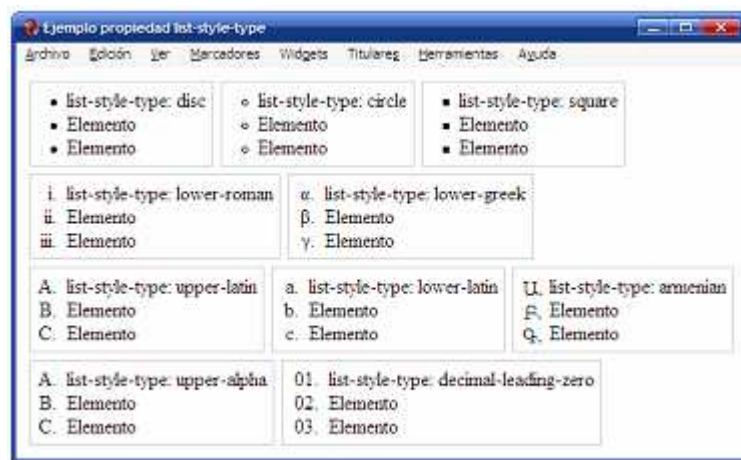 Ejemplo propiedad list-style-type
Archivo Edición Ver Marcadores Widgets Titulares Herramientas Ayuda
• list-style-type: disc
• Elemento
• Elemento
◦ list-style-type: circle
◦ Elemento
◦ Elemento
▪ list-style-type: square
▪ Elemento
▪ Elemento
i. list-style-type: lower-roman
ii. Elemento
iii. Elemento
α. list-style-type: lower-greek
β. Elemento
γ. Elemento
A. list-style-type: upper-latin
B. Elemento
C. Elemento
a. list-style-type: lower-latin
b. Elemento
c. Elemento
Ա. list-style-type: armenian
Բ. Elemento
Գ. Elemento
A. list-style-type: upper-alpha
B. Elemento
C. Elemento
01. list-style-type: decimal-leading-zero
02. Elemento
03. Elemento